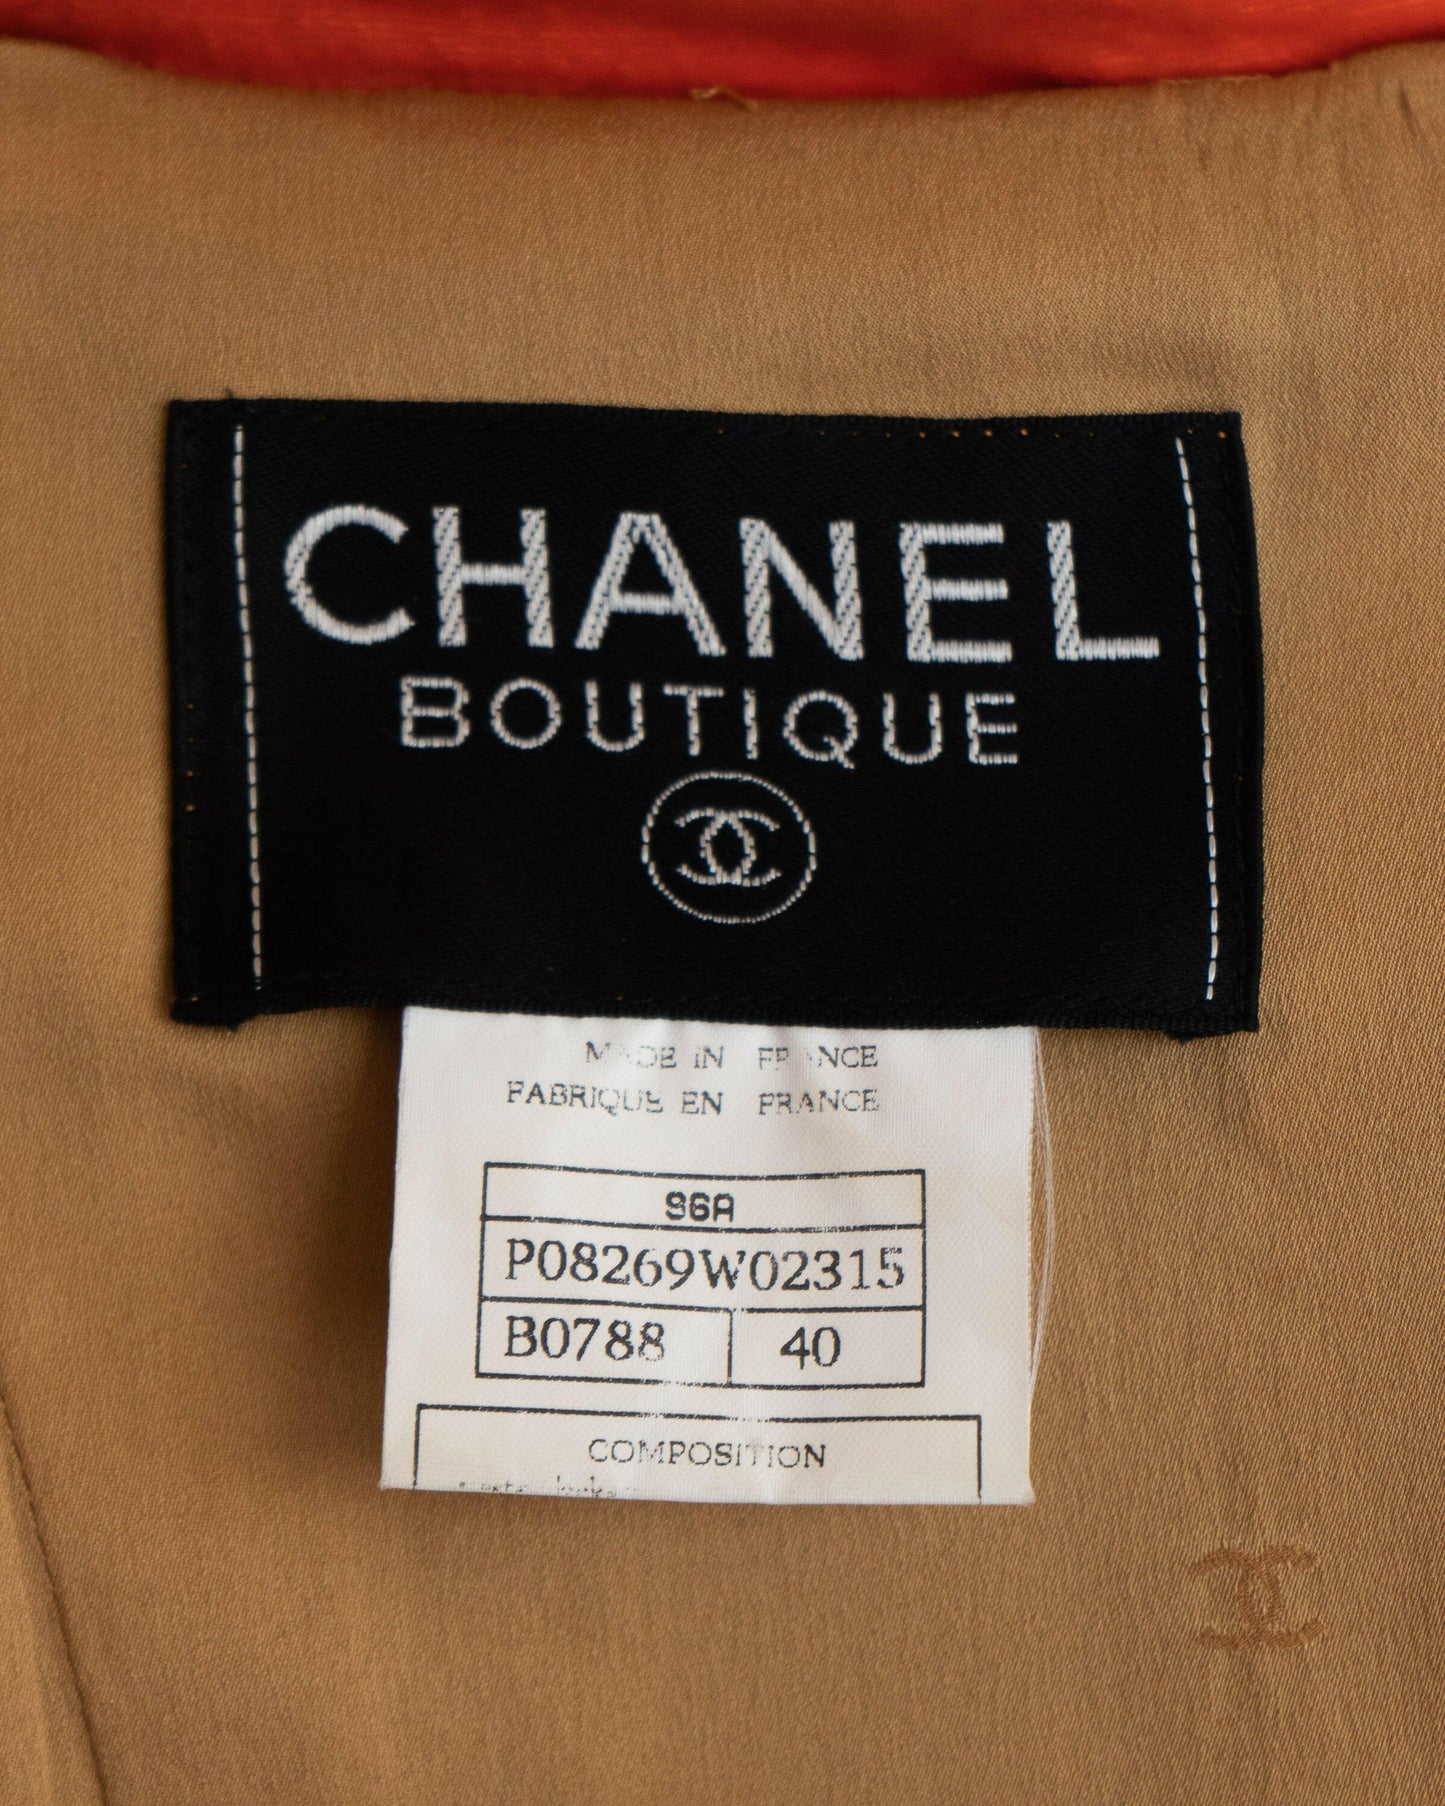 CHANEL
BOUTIQUE
MADE IN FRANCE
FABRIQUE EN FRANCE
96A
P08269W02315
B0788 40
COMPOSITION